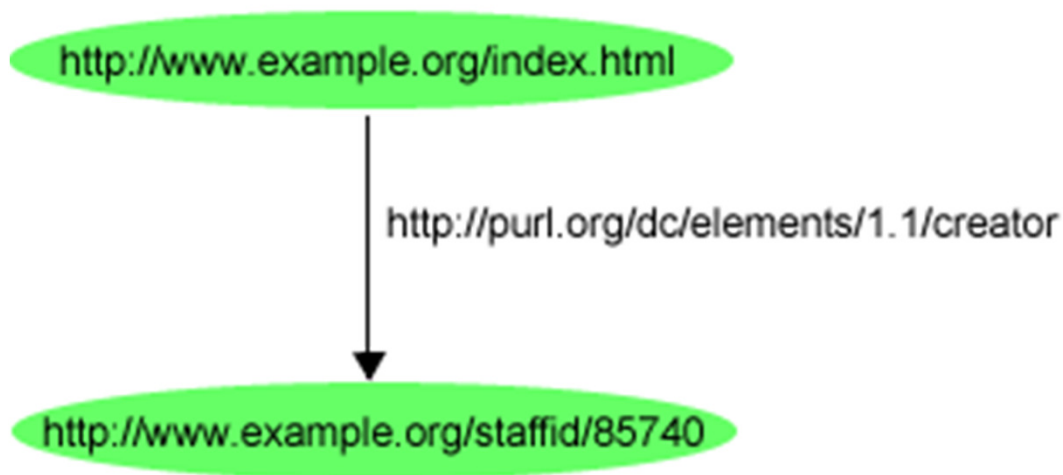 http://www.example.org/index.html
http://purl.org/dc/elements/1.1/creator
http://www.example.org/staffid/85740